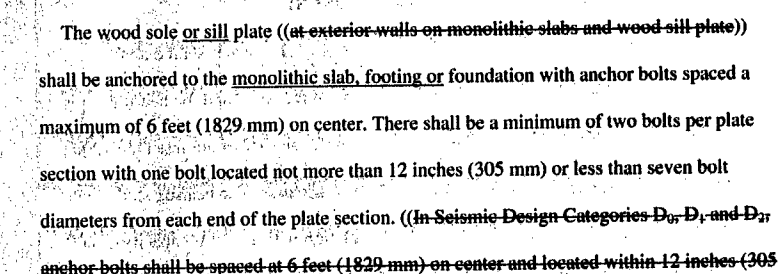 The wood sole or sill plate ((at exterior walls on monolithic slabs and wood sill plate))
shall be anchored to the monolithic slab, footing or foundation with anchor bolts spaced a
maximum of 6 feet (1829 mm) on center. There shall be a minimum of two bolts per plate
section with one bolt located not more than 12 inches (305 mm) or less than seven bolt
diameters from each end of the plate section. ((In Seismic Design Categories D₀, D₁ and D₂,
anchor bolts shall be spaced at 6 feet (1829 mm) on center and located within 12 inches (305